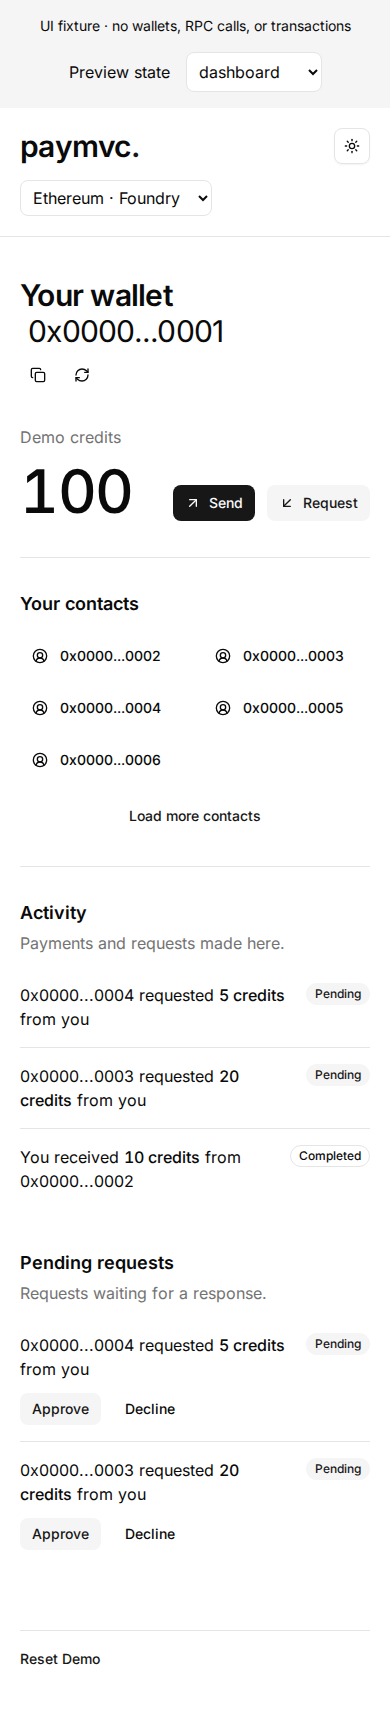 UI fixture · no wallets, RPC calls, or transactions
Preview state dashboard
paymvc.
Ethereum · Foundry
Your wallet
0x0000...0001
Demo credits
100 Send Request
Your contacts
0x0000...0002 0x0000...0003
0x0000...0004 0x0000...0005
0x0000...0006
Load more contacts
Activity
Payments and requests made here.
0x0000...0004 requested 5 credits Pending
from you
0x0000...0003 requested 20 Pending
credits from you
You received 10 credits from Completed
0x0000...0002
Pending requests
Requests waiting for a response.
0x0000...0004 requested 5 credits Pending
from you
Approve Decline
0x0000...0003 requested 20 Pending
credits from you
Approve Decline
Reset Demo